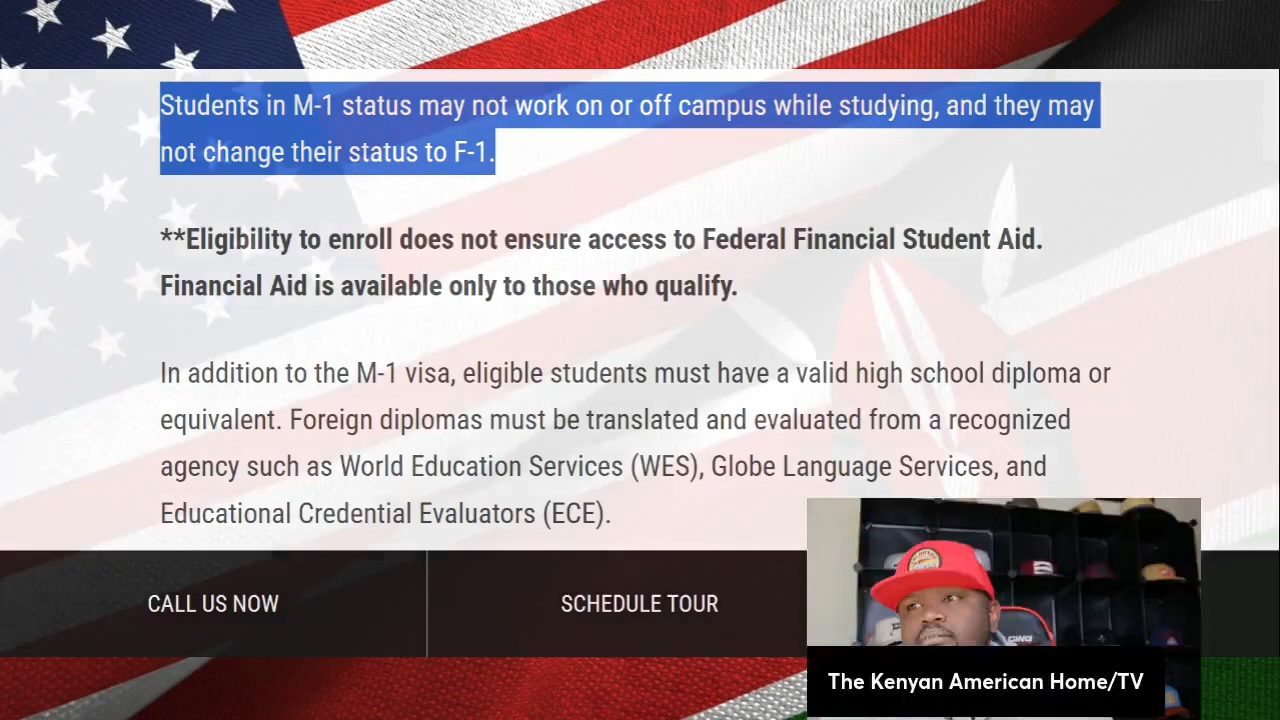 Students in M-1 status may not work on or off campus while studying, and they may
not change their status to F-1.
**Eligibility to enroll does not ensure access to Federal Financial Student Aid.
Financial Aid is available only to those who qualify.
In addition to the M-1 visa, eligible students must have a valid high school diploma or
equivalent. Foreign diplomas must be translated and evaluated from a recognized
agency such as World Education Services (WES), Globe Language Services, and
Educational Credential Evaluators (ECE).
CALL US NOW
SCHEDULE TOUR
The Kenyan American Home/TV